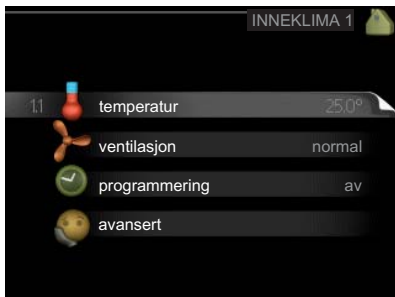 INNEKLIMA 1
1.1 temperatur 25.0°
ventilasjon normal
programmering av
avansert